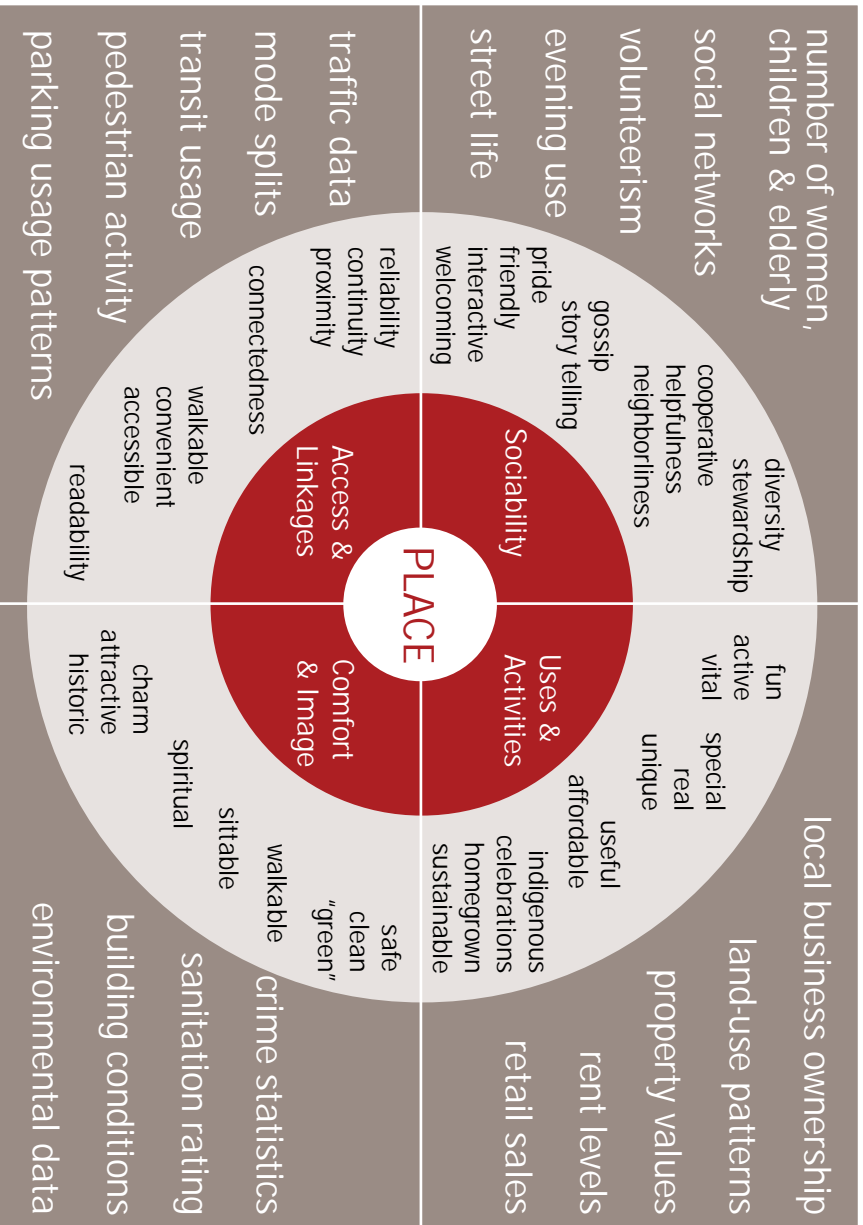 number of women,
children & elderly
social networks
volunteerism
evening use
street life
diversity
stewardship
cooperative
helpfulness
neighborliness
gossip
story telling
pride
friendly
interactive
welcoming
Sociability
local business ownership
land-use patterns
property values
rent levels
retail sales
fun
active
vital
special
real
unique
useful
affordable
indigenous
celebrations
homegrown
sustainable
Uses &
Activities
PLACE
Access &
Linkages
reliability
continuity
proximity
connectedness
walkable
convenient
accessible
readability
traffic data
mode splits
transit usage
pedestrian activity
parking usage patterns
Comfort
& Image
safe
clean
“green”
walkable
sittable
spiritual
charm
attractive
historic
crime statistics
sanitation rating
building conditions
environmental data